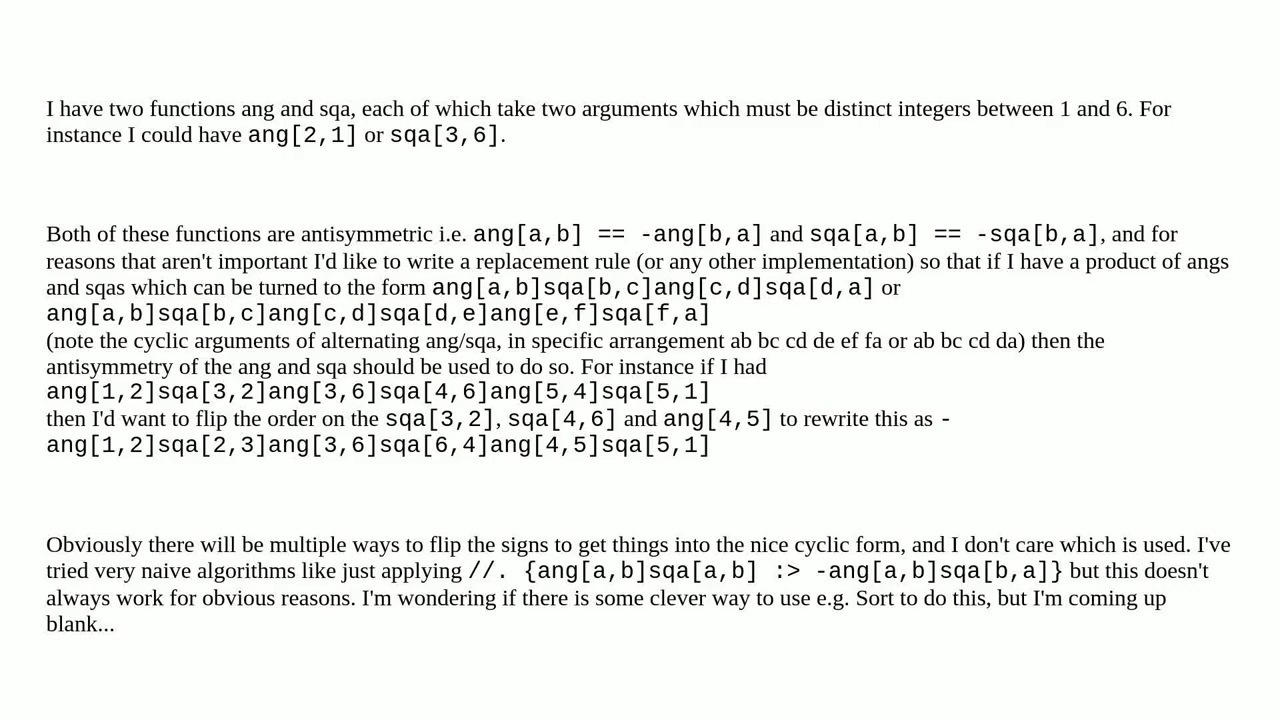 I have two functions ang and sqa, each of which take two arguments which must be distinct integers between 1 and 6. For
instance I could have ang[2,1] or sqa[3,6].
Both of these functions are antisymmetric i.e. ang[a,b] == -ang[b,a] and sqa[a,b] == -sqa[b,a], and for
reasons that aren't important I'd like to write a replacement rule (or any other implementation) so that if I have a product of angs
and sqas which can be turned to the form ang[a,b]sqa[b,c]ang[c,d]sqa[d,a] or
ang[a,b]sqa[b,c]ang[c,d]sqa[d,e]ang[e,f]sqa[f,a]
(note the cyclic arguments of alternating ang/sqa, in specific arrangement ab bc cd de ef fa or ab bc cd da) then the
antisymmetry of the ang and sqa should be used to do so. For instance if I had
ang[1,2]sqa[3,2]ang[3,6]sqa[4,6]ang[5,4]sqa[5,1]
then I'd want to flip the order on the sqa[3,2], sqa[4,6] and ang[4,5] to rewrite this as -
ang[1,2]sqa[2,3]ang[3,6]sqa[6,4]ang[4,5]sqa[5,1]
Obviously there will be multiple ways to flip the signs to get things into the nice cyclic form, and I don't care which is used. I've
tried very naive algorithms like just applying //. {ang[a,b]sqa[a,b] :> -ang[a,b]sqa[b,a]} but this doesn't
always work for obvious reasons. I'm wondering if there is some clever way to use e.g. Sort to do this, but I'm coming up
blank...